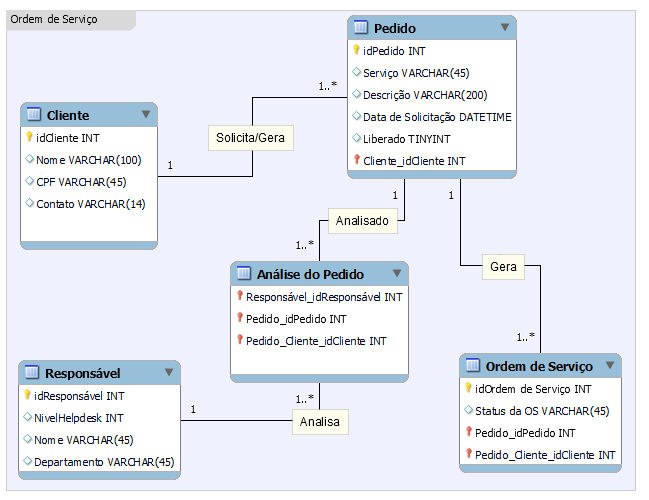 Ordem de Serviço
Pedido
idPedido INT
Serviço VARCHAR(45)
Descrição VARCHAR(200)
Data de Solicitação DATETIME
Liberado TINYINT
Cliente_idCliente INT
1..*
Cliente
idCliente INT
Nome VARCHAR(100)
CPF VARCHAR(45)
Contato VARCHAR(14)
Solicita/Gera
1
1
1
Analisado
1..*
Gera
1..*
Análise do Pedido
Responsável_idResponsável INT
Pedido_idPedido INT
Pedido_Cliente_idCliente INT
Responsável
idResponsável INT
NivelHelpdesk INT
Nome VARCHAR(45)
Departamento VARCHAR(45)
1
1..*
Analisa
Ordem de Serviço
idOrdem de Serviço INT
Status da OS VARCHAR(45)
Pedido_idPedido INT
Pedido_Cliente_idCliente INT